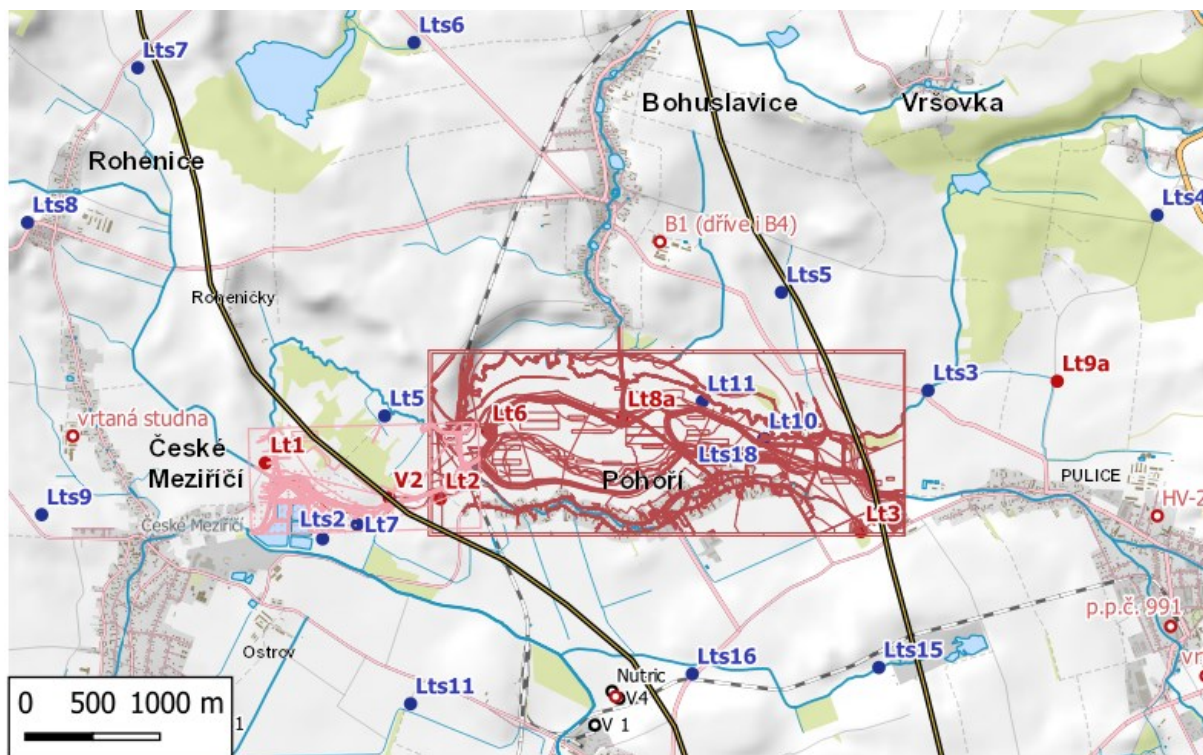 Lts6
Lts7
Bohuslavice
Vršovka
Rohenice
Lts4
Lts8
B1 (dříve i B4)
Lts5
Roheničky
Lt9a
Lts3
Lt11
Lt5
Lt6
Lt8a
Lt10
vrtaná studna
České
Meziříčí
Lt1
Lts18
V2
Lt2
Pohoří
PULICE
Lts9
České Meziříčí
Lts2
Lt7
Lt3
HV-2
p.p.č. 991
Ostrov
Lts16
Lts15
Nutric
V4
Lts11
V 1
0 500 1000 m
1